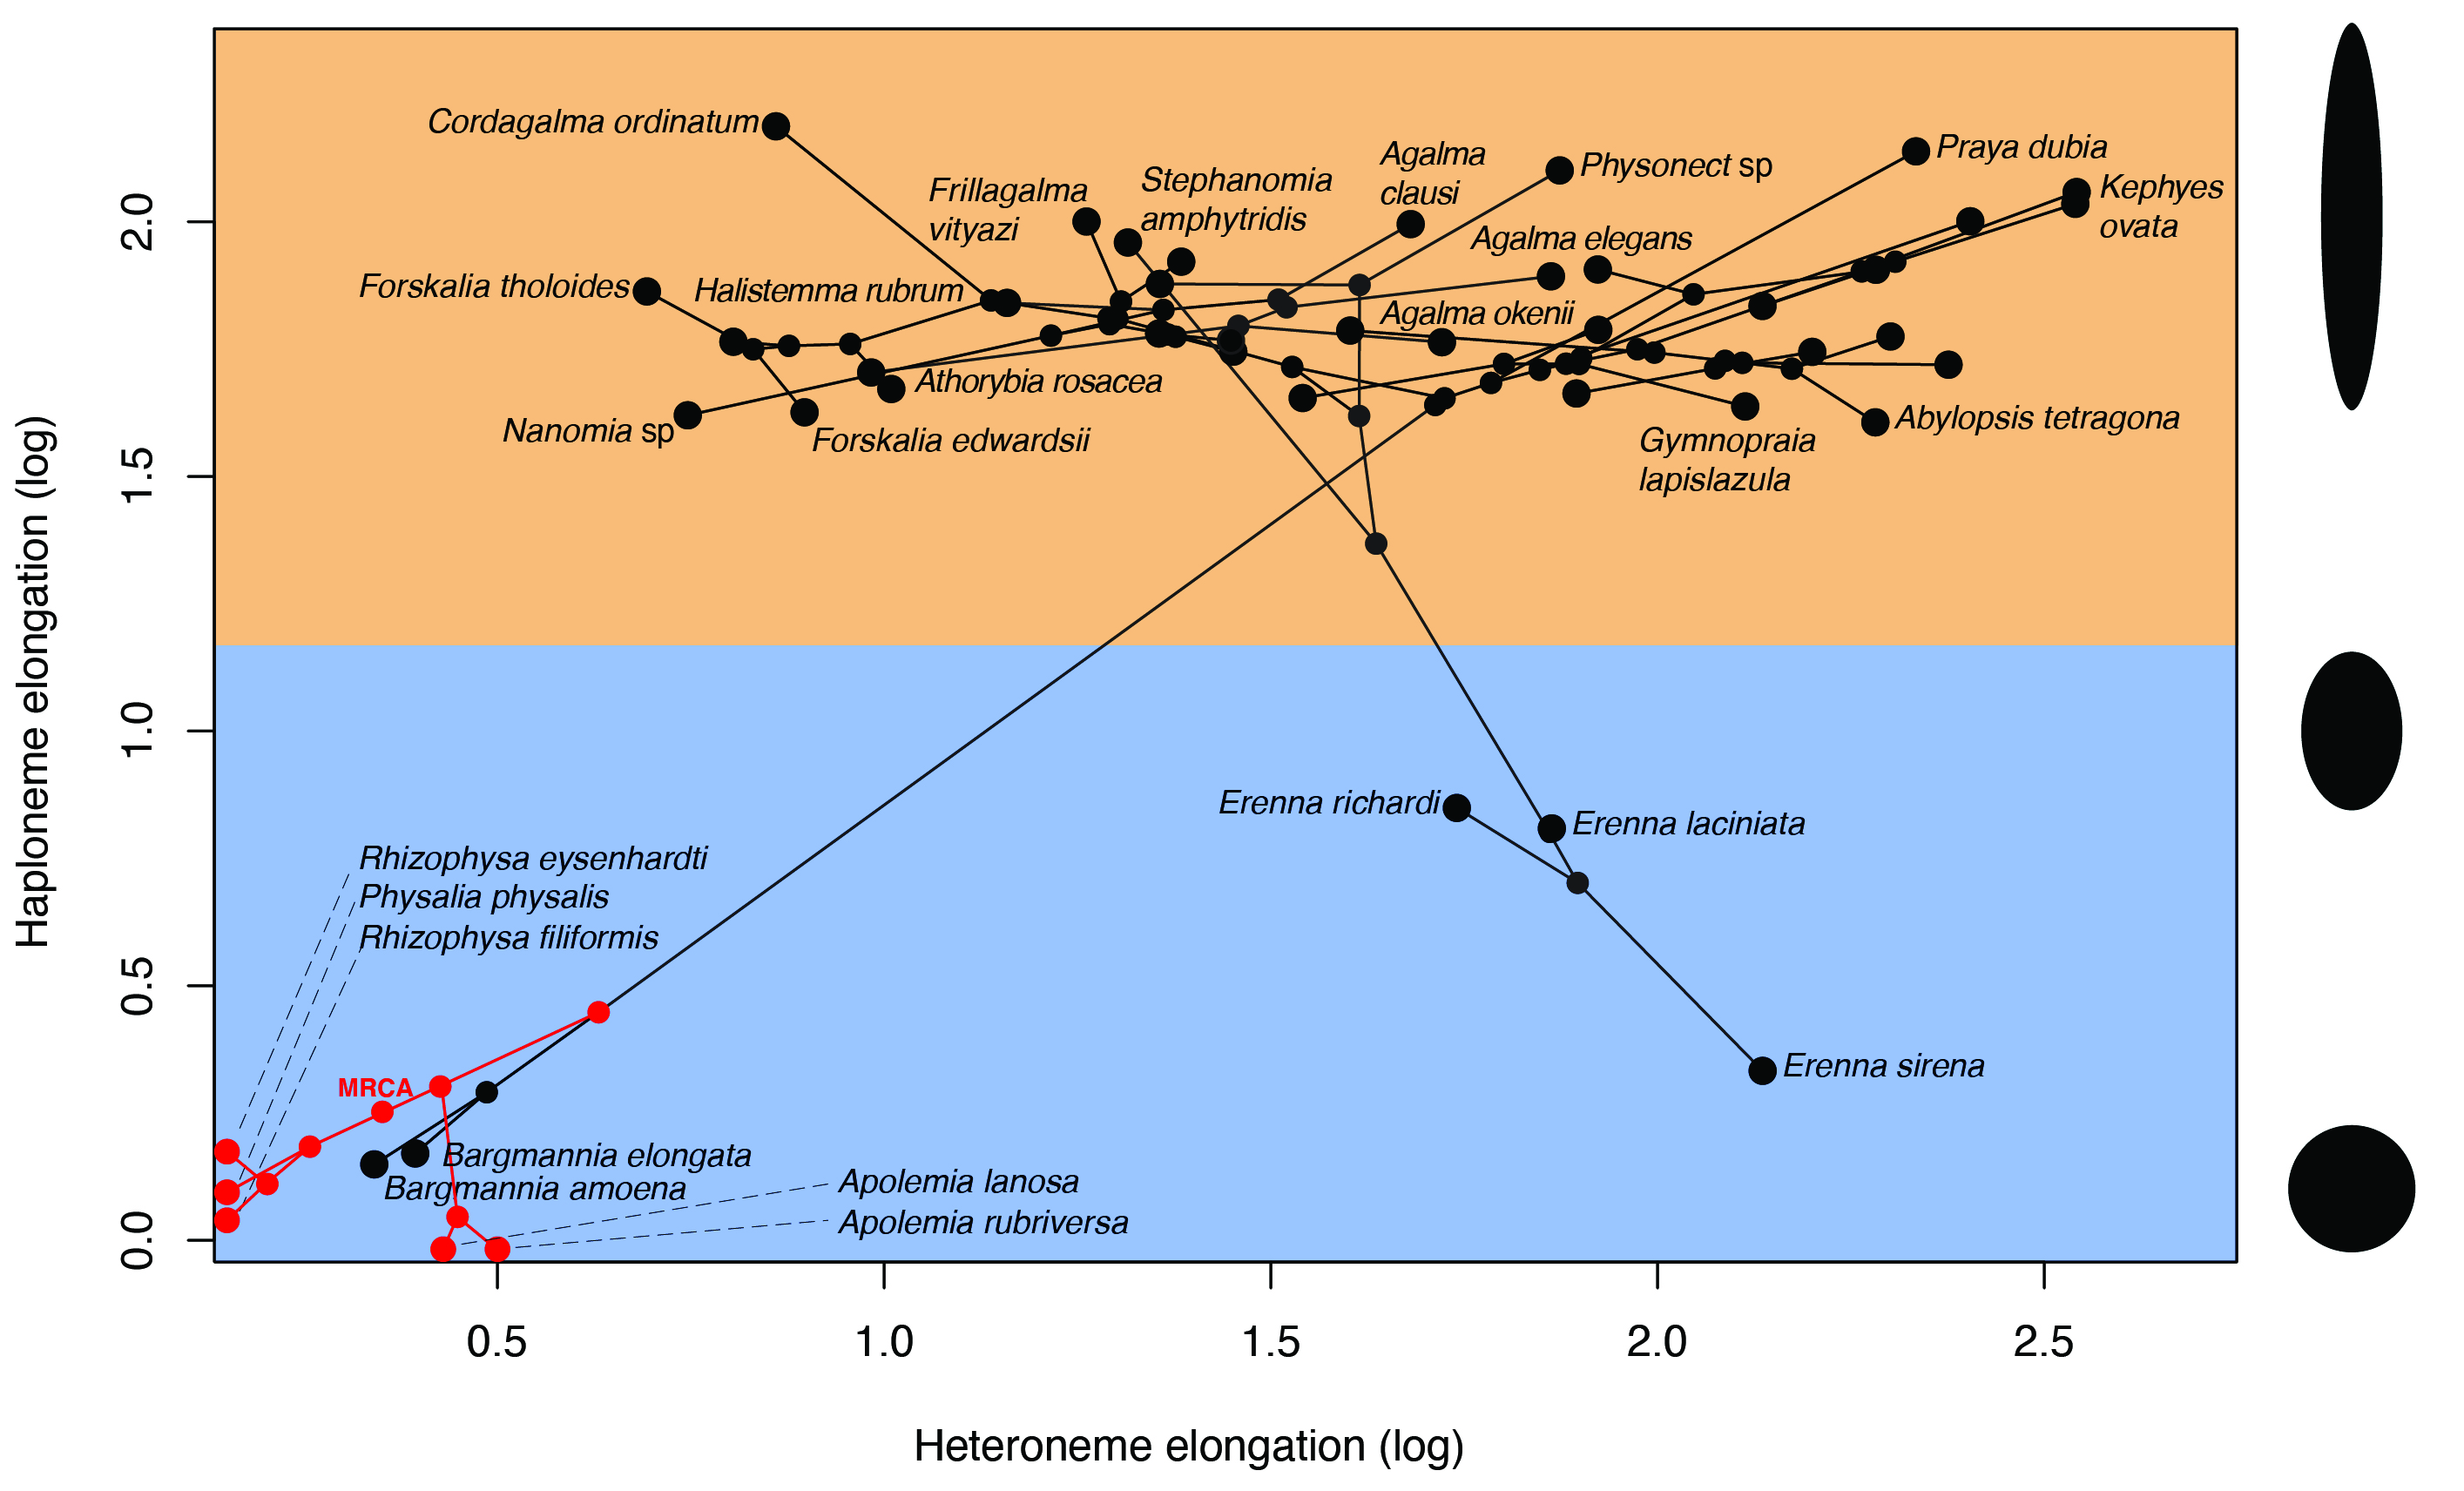 Cordagalma ordinatum
Frillagalma
vityazi
Stephanomia
amphytridis
Agalma
clausi
Physonect sp
Praya dubia
Kephyes
ovata
Agalma elegans
Forskalia tholoides
Halistemma rubrum
Agalma okenii
Athorybia rosacea
Nanomia sp
Forskalia edwardsii
Gymnopraia
lapislazula
Abylopsis tetragona
Erenna richardi
Erenna laciniata
Rhizophysa eysenhardti
Physalia physalis
Rhizophysa filiformis
Erenna sirena
MRCA
Bargmannia elongata
Bargmannia amoena
Apolemia lanosa
Apolemia rubriversa
Haploneme elongation (log)
2.0
1.5
1.0
0.5
0.0
0.5
1.0
1.5
2.0
2.5
Heteroneme elongation (log)